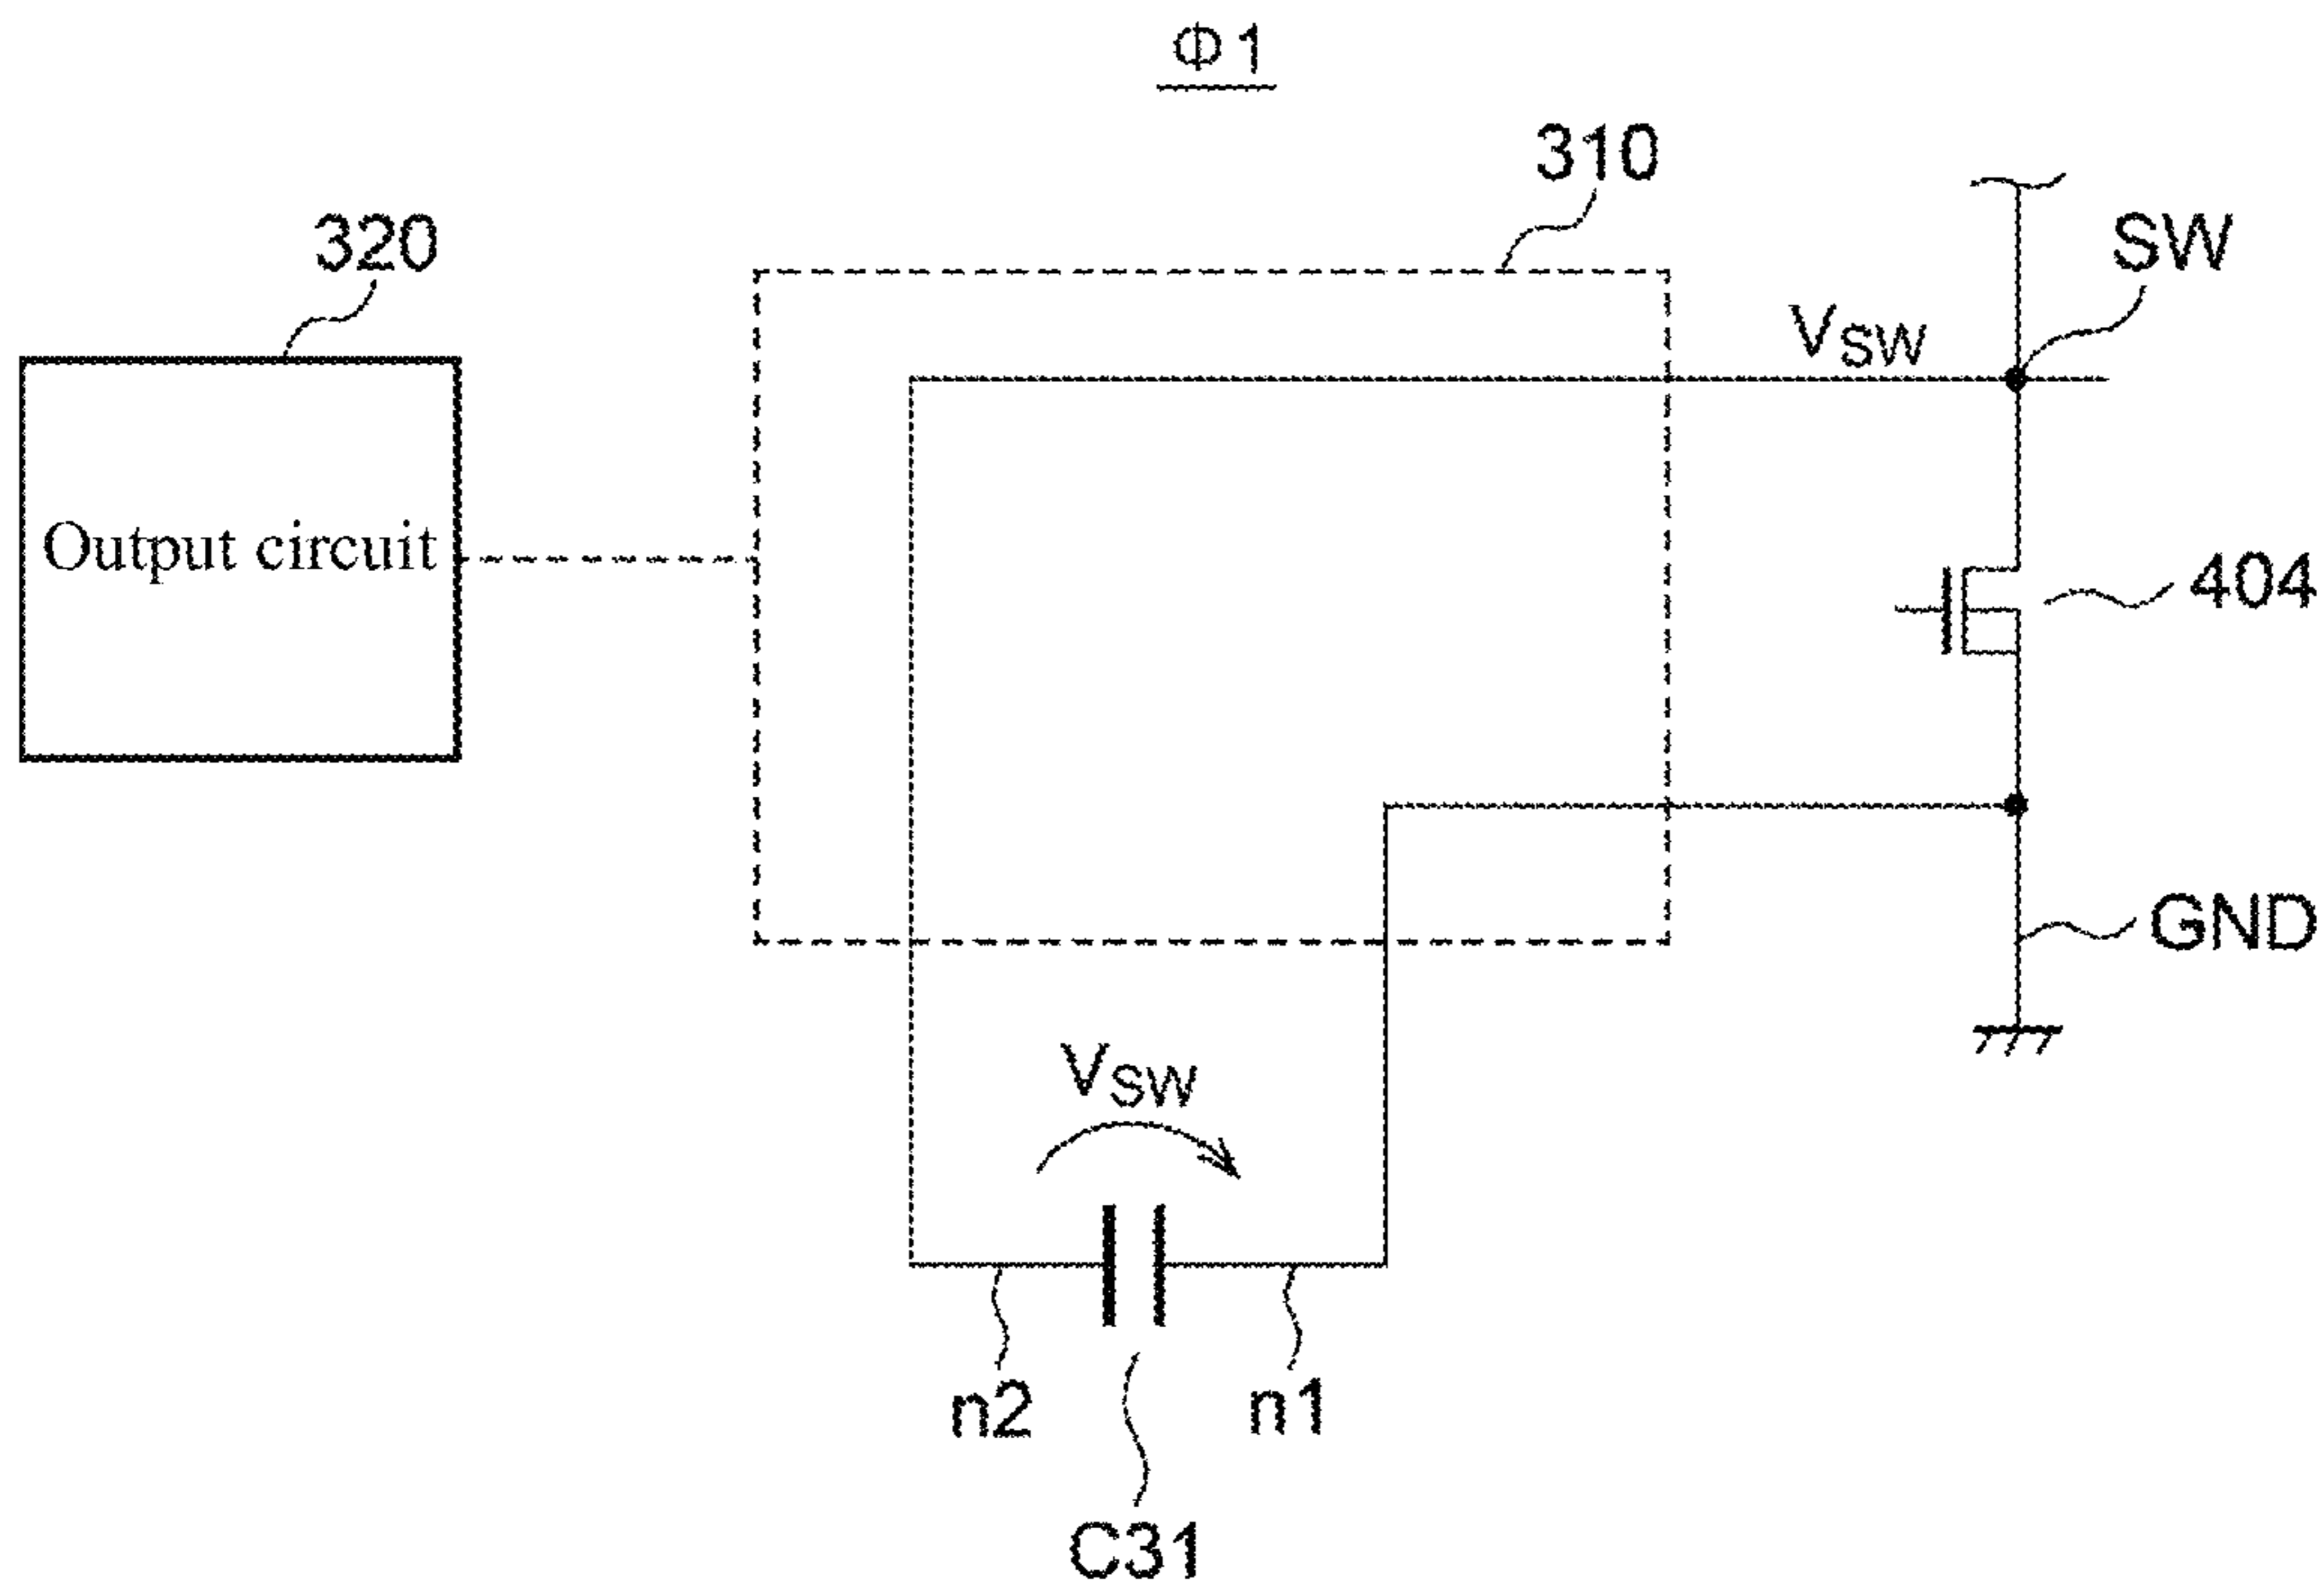 Φ1
310
320
SW
VSW
Output circuit
404
GND
VSW
n2
n1
C31